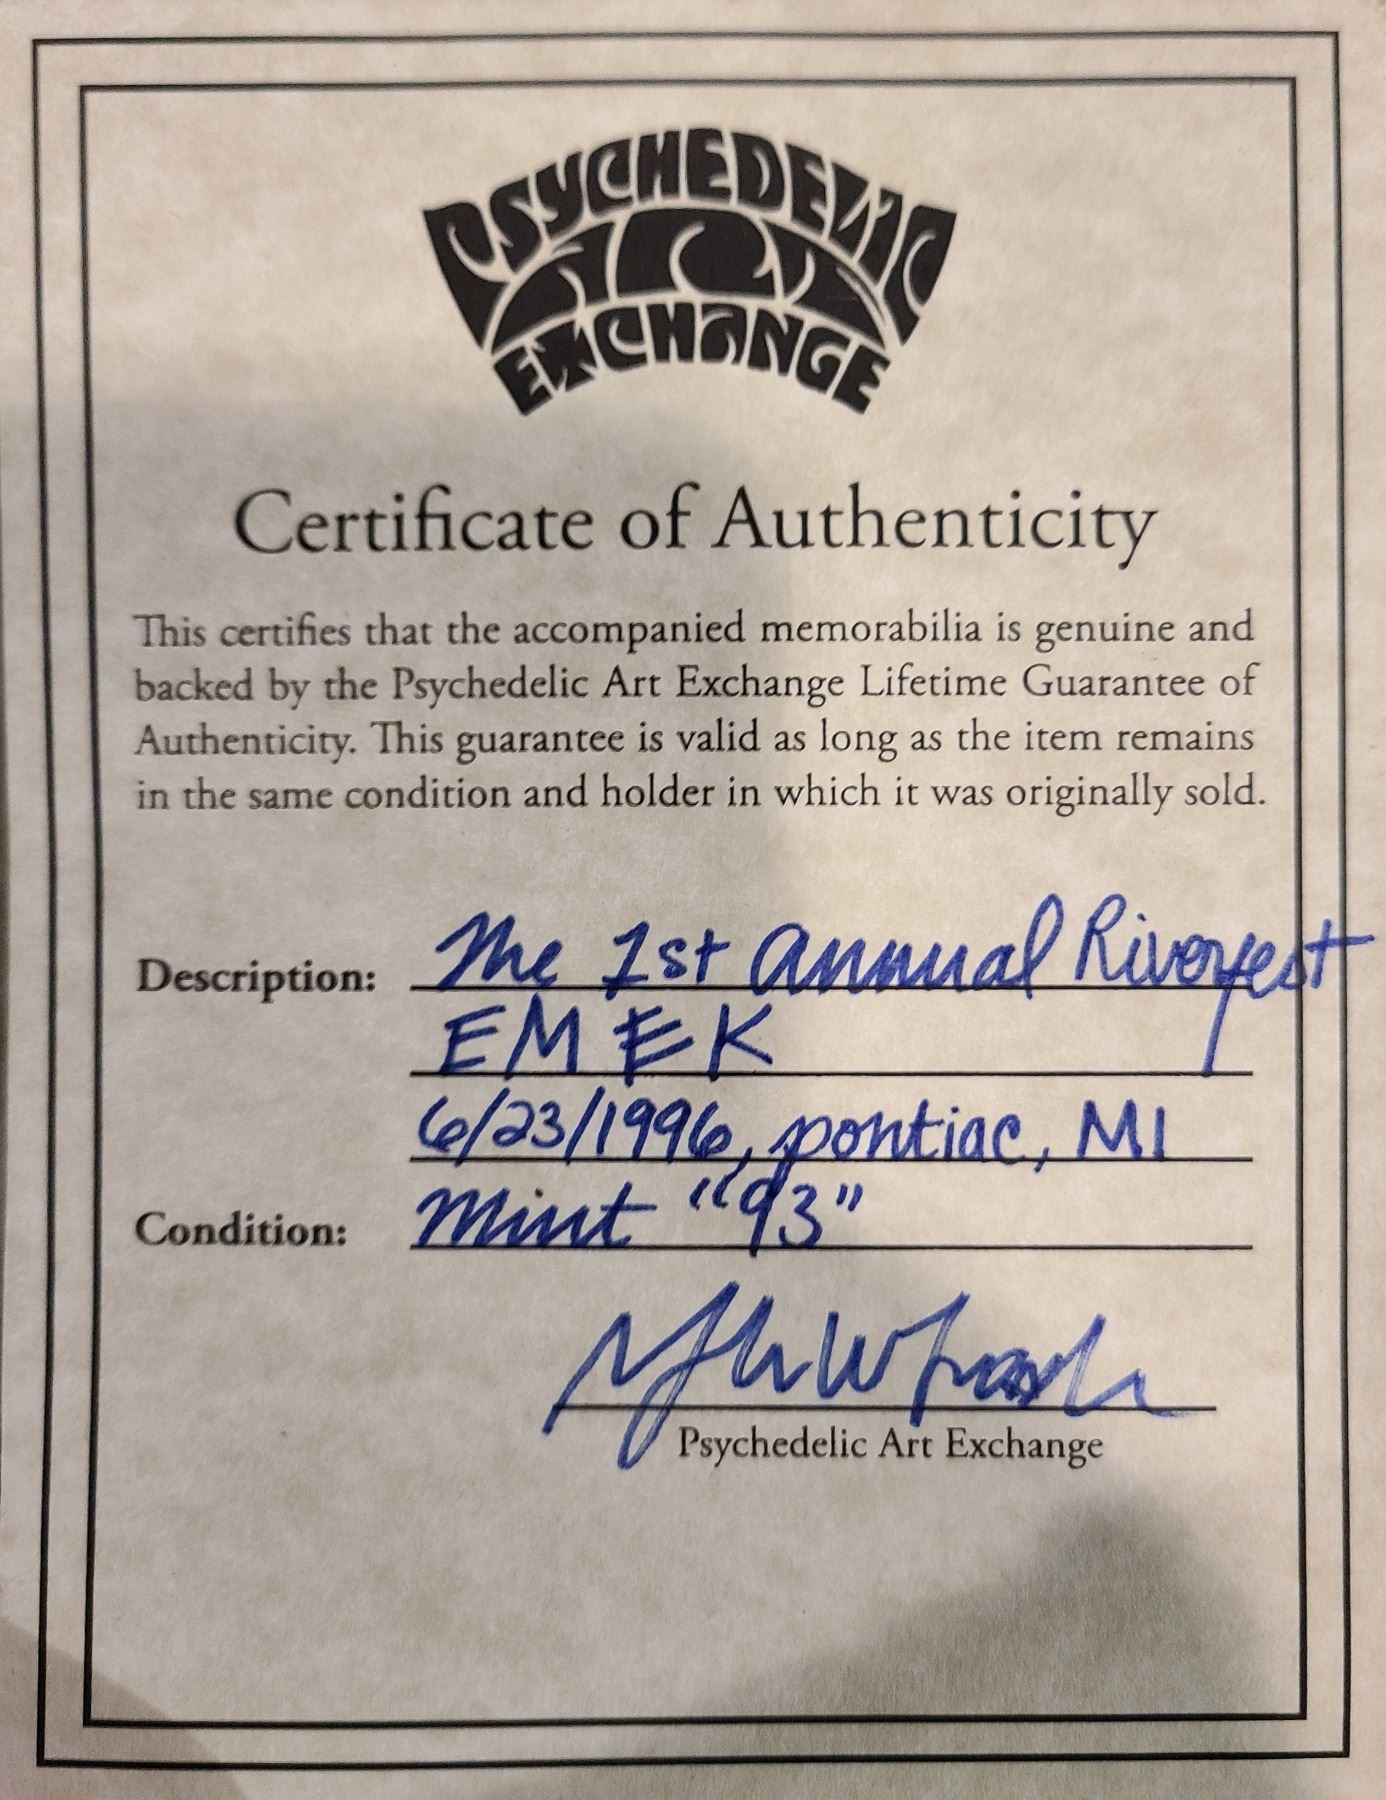 PSYCHEDELIC
ART
EXCHANGE
Certificate of Authenticity
This certifies that the accompanied memorabilia is genuine and
backed by the Psychedelic Art Exchange Lifetime Guarantee of
Authenticity. This guarantee is valid as long as the item remains
in the same condition and holder in which it was originally sold.
Description: The 1st annual Riverfest
EMEK
6/23/1996, pontiac, MI
Condition: Mint "93"
Psychedelic Art Exchange